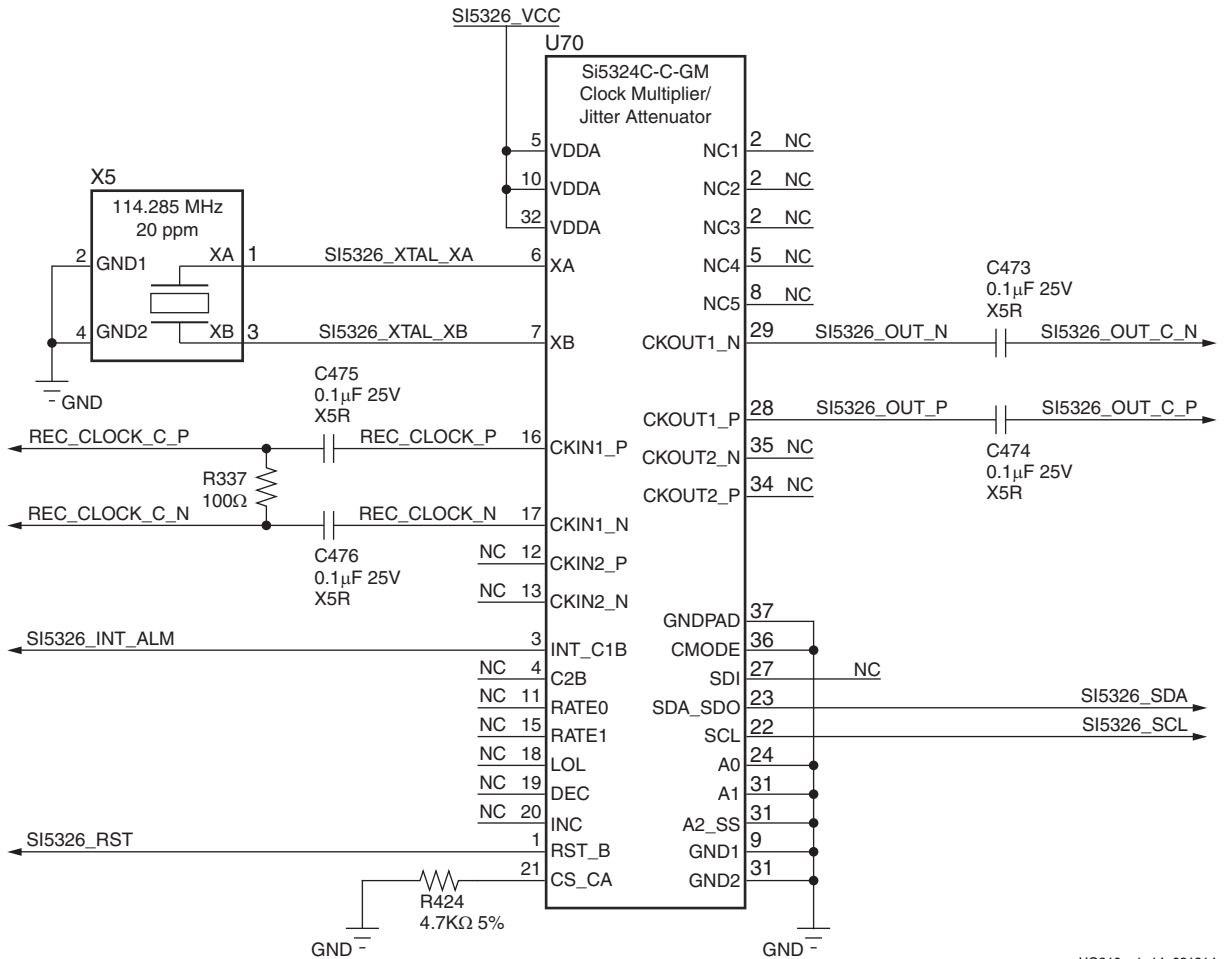 SI5326_VCC
U70
Si5324C-C-GM
Clock Multiplier/
Jitter Attenuator
5 VDDA
10 VDDA
32 VDDA
NC1 2 NC
NC2 2 NC
NC3 2 NC
NC4 5 NC
NC5 8 NC
X5
114.285 MHz
20 ppm
2 GND1
4 GND2
XA 1
XB 3
GND
SI5326_XTAL_XA 6 XA
SI5326_XTAL_XB 7 XB
CKOUT1_N 29 SI5326_OUT_N
C473
0.1μF 25V
X5R
SI5326_OUT_C_N
CKOUT1_P 28 SI5326_OUT_P
C474
0.1μF 25V
X5R
SI5326_OUT_C_P
CKOUT2_N 35 NC
CKOUT2_P 34 NC
C475
0.1μF 25V
X5R
REC_CLOCK_C_P
REC_CLOCK_P 16 CKIN1_P
R337
100Ω
REC_CLOCK_C_N
REC_CLOCK_N 17 CKIN1_N
C476
0.1μF 25V
X5R
NC 12 CKIN2_P
NC 13 CKIN2_N
SI5326_INT_ALM 3 INT_C1B
NC 4 C2B
NC 11 RATE0
NC 15 RATE1
NC 18 LOL
NC 19 DEC
NC 20 INC
SI5326_RST 1 RST_B
21 CS_CA
R424
4.7KΩ 5%
GND
GNDPAD 37
CMODE 36
SDI 27 NC
SDA_SDO 23 SI5326_SDA
SCL 22 SI5326_SCL
A0 24
A1 31
A2_SS 31
GND1 9
GND2 31
GND